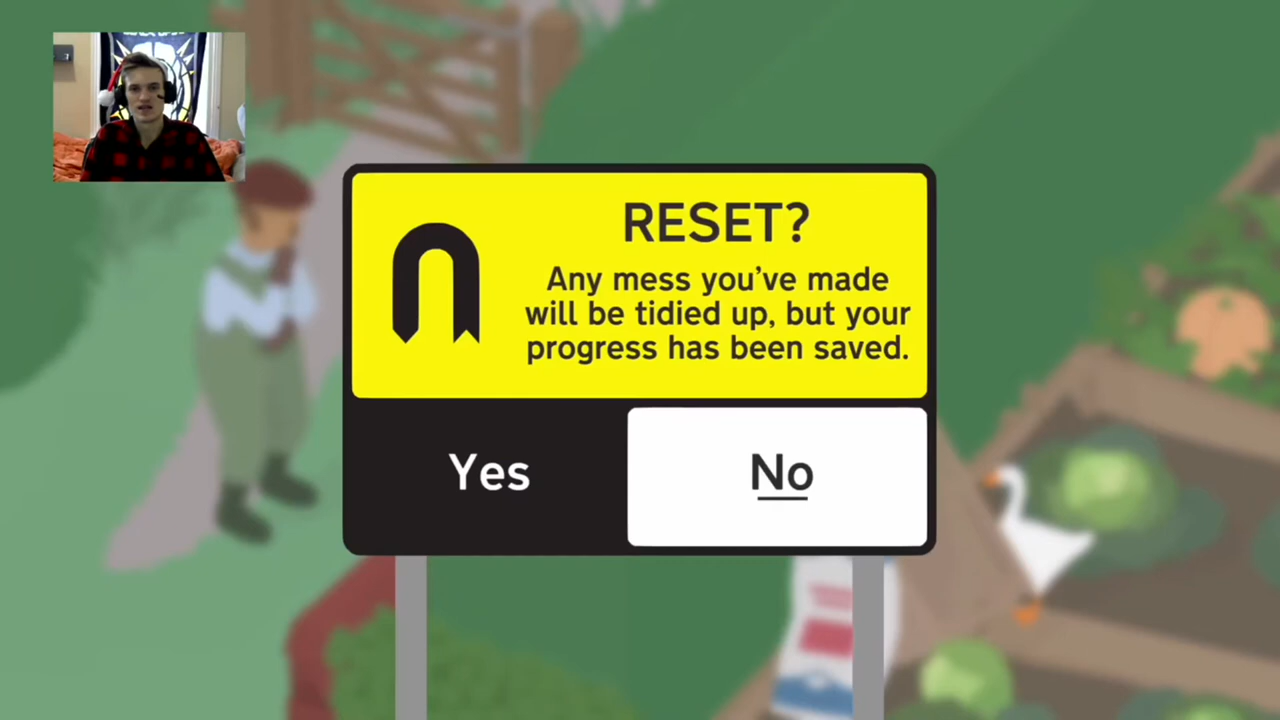 RESET?
Any mess you've made
will be tidied up, but your
progress has been saved.
Yes
No